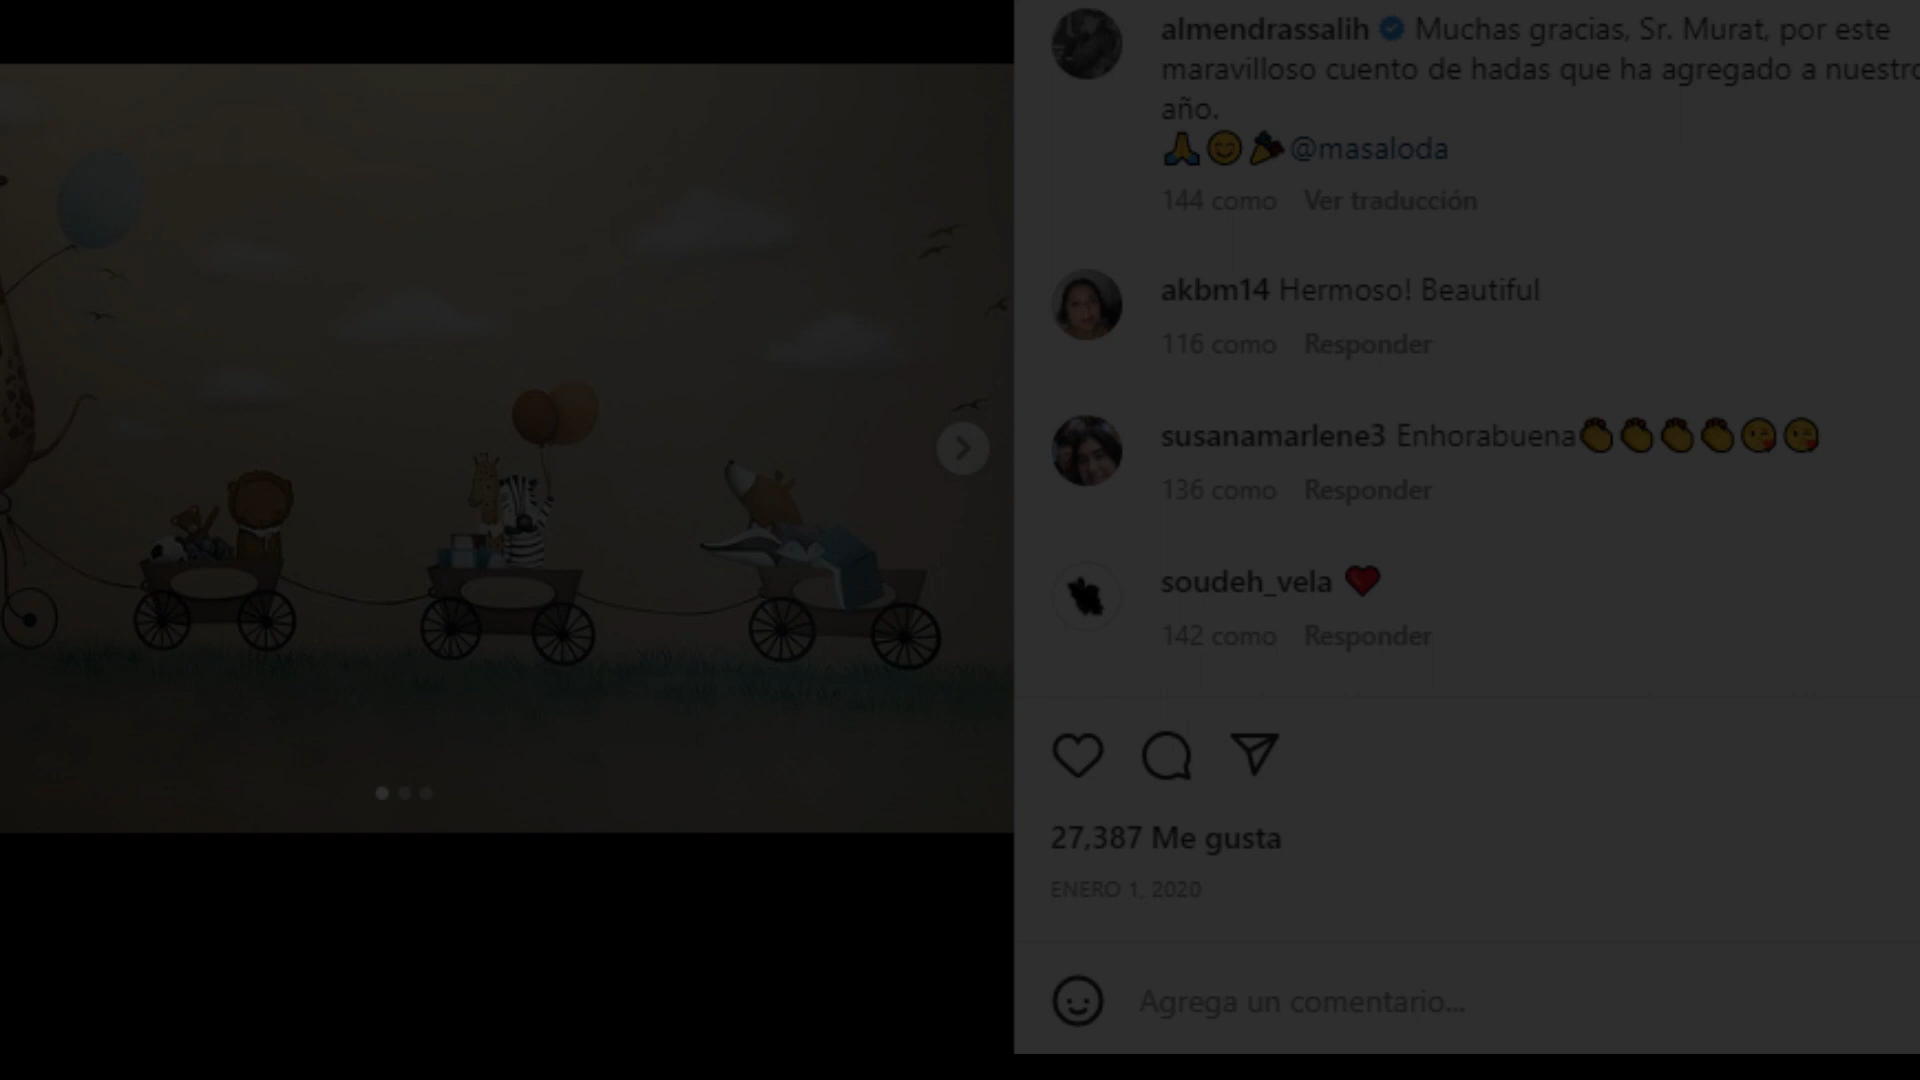 almendrassalih Muchas gracias, Sr. Murat, por este
maravilloso cuento de hadas que ha agregado a nuestro
año.
🙏😊🎉@masaloda
144 como Ver traducción
akbm14 Hermoso! Beautiful
116 como Responder
susanamarlene3 Enhorabuena👏👏👏👏😘😘
136 como Responder
soudeh_vela ❤️
142 como Responder
27,387 Me gusta
ENERO 1, 2020
Agrega un comentario...